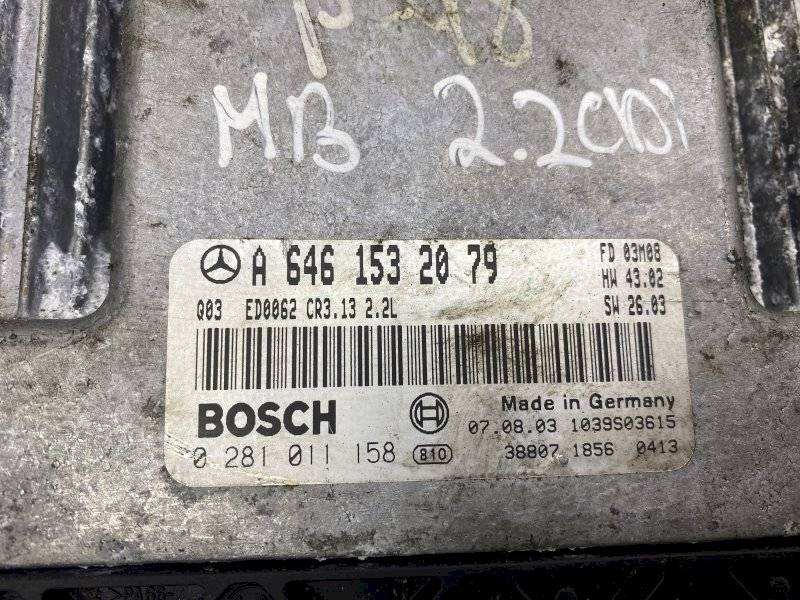 MB 2.2CDi
A 646 153 20 79
FD 03M08
HW 43.02
Q03 ED0062 CR3.13 2.2L
SW 26.03
BOSCH
Made in Germany
07.08.03 1039S03615
0 281 011 158 810
38807 1856 0413